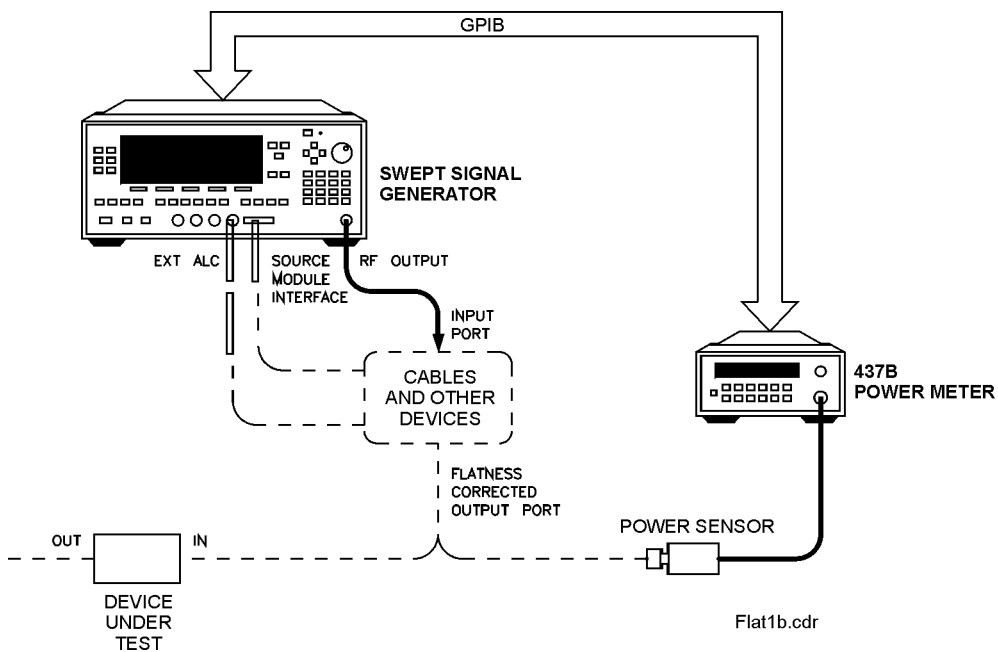 GPIB
SWEPT SIGNAL
GENERATOR
EXT ALC
SOURCE
MODULE
INTERFACE
RF OUTPUT
INPUT
PORT
CABLES
AND OTHER
DEVICES
437B
POWER METER
FLATNESS
CORRECTED
OUTPUT PORT
POWER SENSOR
OUT
IN
DEVICE
UNDER
TEST
Flat1b.cdr